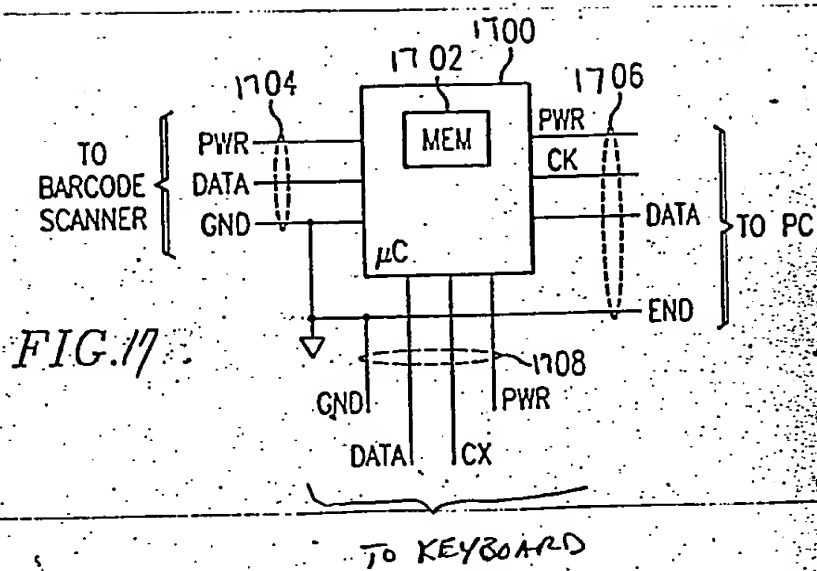 1700
1702
1704
1706
MEM
PWR
CK
DATA
END
TO PC
TO
BARCODE
SCANNER
PWR
DATA
GND
μC
FIG.17
1708
GND
PWR
DATA
CX
TO KEYBOARD